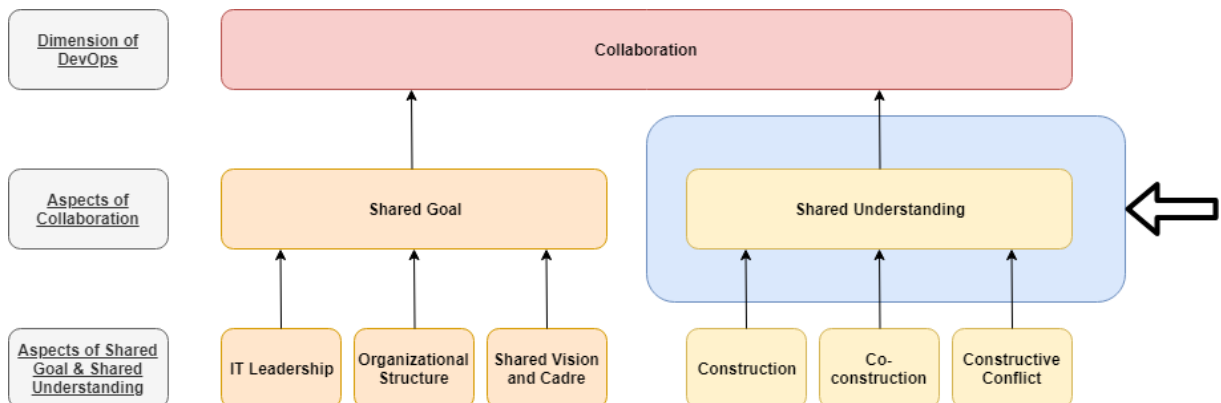 Dimension of
DevOps
Collaboration
Aspects of
Collaboration
Shared Goal
Shared Understanding
Aspects of Shared
Goal & Shared
Understanding
IT Leadership
Organizational
Structure
Shared Vision
and Cadre
Construction
Co-
construction
Constructive
Conflict